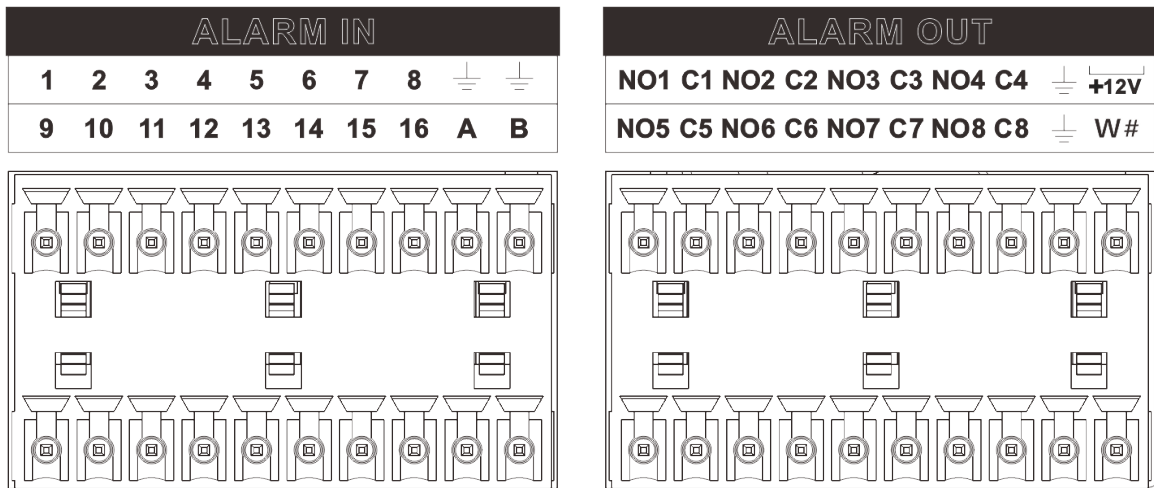 ALARM IN
1 2 3 4 5 6 7 8
9 10 11 12 13 14 15 16 A B
ALARM OUT
NO1 C1 NO2 C2 NO3 C3 NO4 C4 +12V
NO5 C5 NO6 C6 NO7 C7 NO8 C8 W#